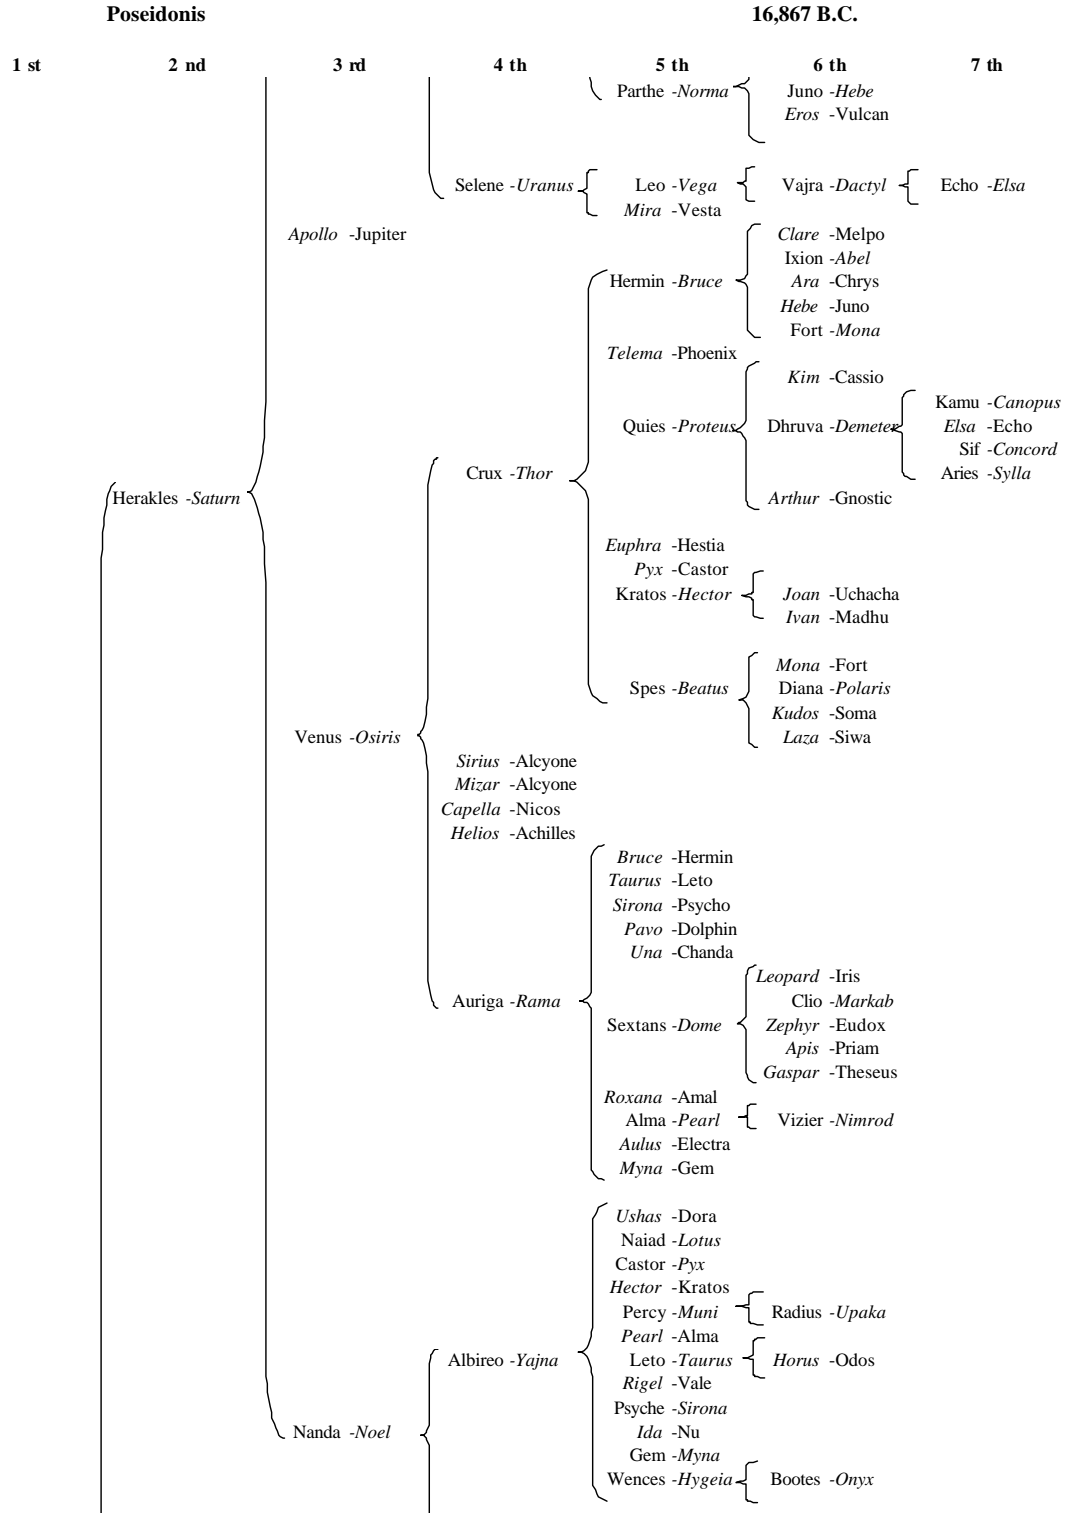 Poseidonis 16,867 B.C.
1 st 2 nd 3 rd 4 th 5 th 6 th 7 th
Parthe -Norma Juno -Hebe
Eros -Vulcan
Selene -Uranus Leo -Vega Vajra -Dactyl Echo -Elsa
Mira -Vesta
Apollo -Jupiter Clare -Melpo
Ixion -Abel
Hermin -Bruce Ara -Chrys
Hebe -Juno
Fort -Mona
Telema -Phoenix
Kim -Cassio
Kamu -Canopus
Quies -Proteus Dhruva -Demeter Elsa -Echo
Sif -Concord
Crux -Thor Aries -Sylla
Herakles -Saturn Arthur -Gnostic
Euphra -Hestia
Pyx -Castor
Kratos -Hector Joan -Uchacha
Ivan -Madhu
Mona -Fort
Spes -Beatus Diana -Polaris
Kudos -Soma
Venus -Osiris Laza -Siwa
Sirius -Alcyone
Mizar -Alcyone
Capella -Nicos
Helios -Achilles
Bruce -Hermin
Taurus -Leto
Sirona -Psycho
Pavo -Dolphin
Una -Chanda
Leopard -Iris
Auriga -Rama Clio -Markab
Sextans -Dome Zephyr -Eudox
Apis -Priam
Gaspar -Theseus
Roxana -Amal
Alma -Pearl Vizier -Nimrod
Aulus -Electra
Myna -Gem
Ushas -Dora
Naiad -Lotus
Castor -Pyx
Hector -Kratos
Percy -Muni Radius -Upaka
Pearl -Alma
Albireo -Yajna Leto -Taurus Horus -Odos
Rigel -Vale
Psyche -Sirona
Nanda -Noel Ida -Nu
Gem -Myna
Wences -Hygeia Bootes -Onyx